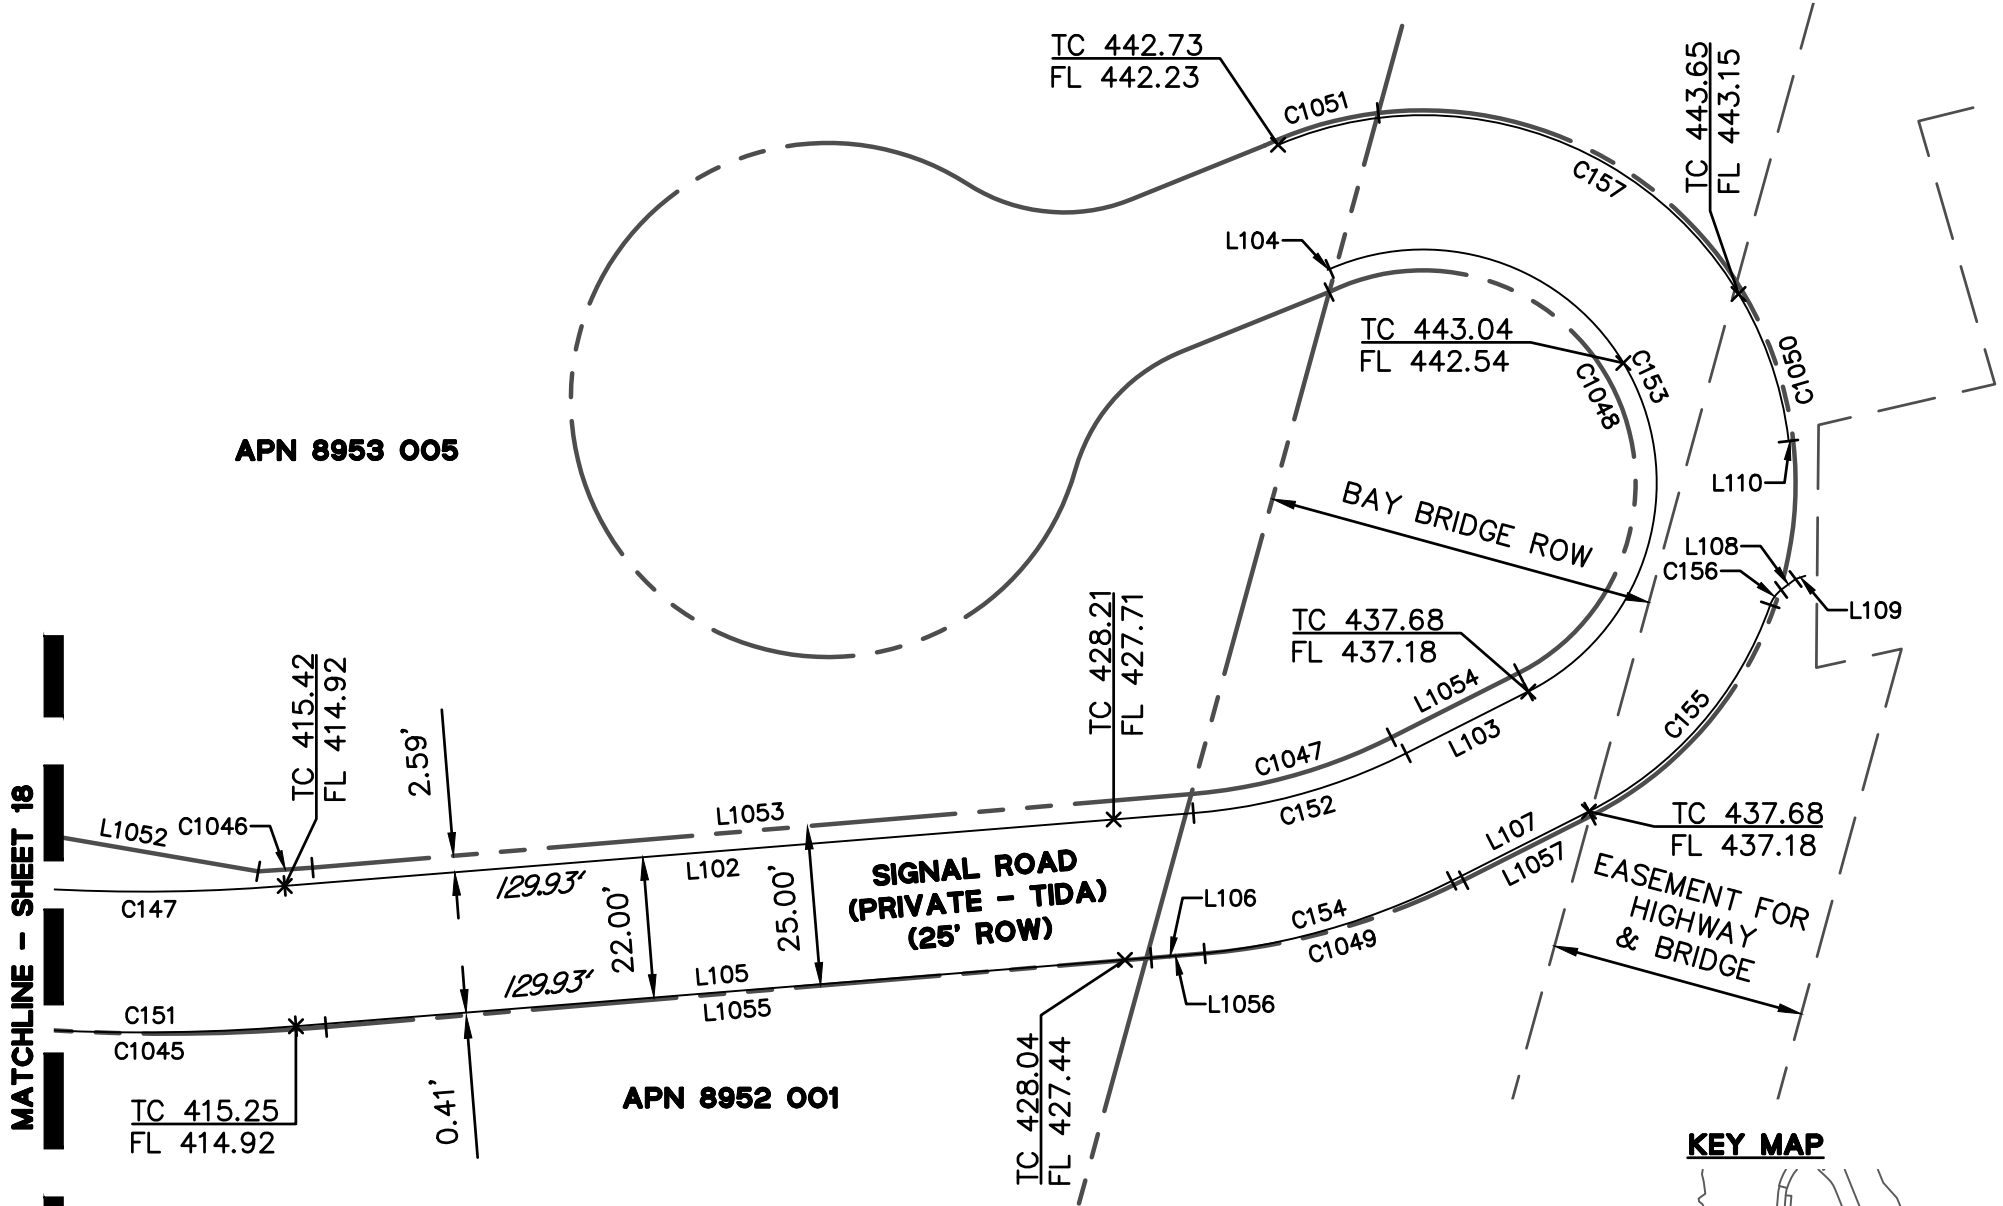 TC 442.73
FL 442.23
C1051
TC 443.65
FL 443.15
C157
L104
TC 443.04
FL 442.54
C153
C1048
C1050
APN 8953 005
L110
BAY BRIDGE ROW
L108
C156
L109
TC 437.68
FL 437.18
TC 428.21
FL 427.71
TC 415.42
FL 414.92
2.59'
L1054
L103
C155
C1047
C152
L1052
C1046
L1053
L102
129.93'
C147
22.00'
25.00'
SIGNAL ROAD
(PRIVATE - TIDA)
(25' ROW)
L107
L1057
TC 437.68
FL 437.18
EASEMENT FOR
HIGHWAY
& BRIDGE
L106
C154
C1049
MATCHLINE - SHEET 18
129.93'
L105
L1055
L1056
C151
C1045
TC 415.25
FL 414.92
0.41'
APN 8952 001
TC 428.04
FL 427.44
KEY MAP